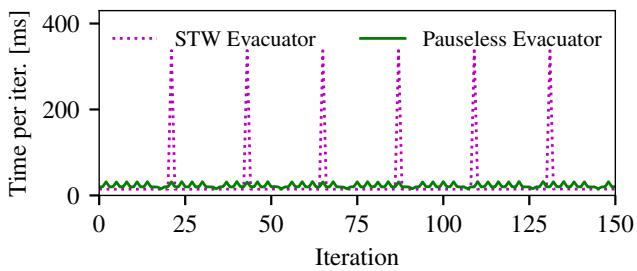 Time per iter. [ms]
400
200
0
STW Evacuator
Pauseless Evacuator
0 25 50 75 100 125 150
Iteration